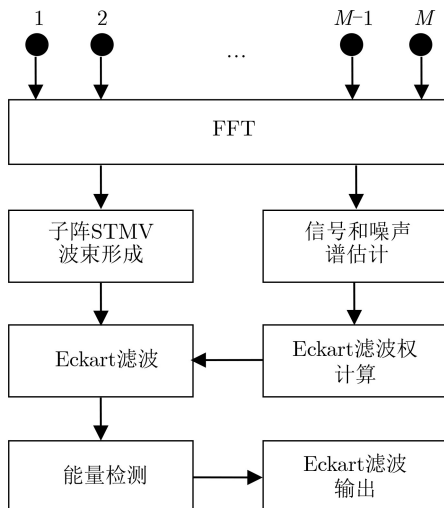 1 2 ... M−1 M
FFT
子阵STMV
波束形成
信号和噪声
谱估计
Eckart滤波
Eckart滤波权
计算
能量检测
Eckart滤波
输出